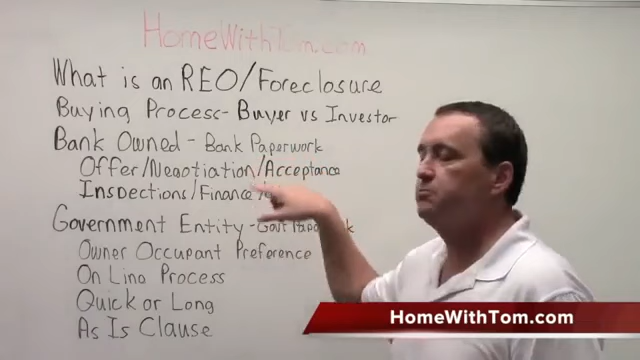 HomeWithTom.com
What is an REO/Foreclosure
Buying Process- Buyer vs Investor
Bank Owned - Bank Paperwork
Offer/Negotiation/Acceptance
Inspections/Finance/
Government Entity - Govt
Owner Occupant Preference
On Line Process
Quick or Long
As Is Clause
HomeWithTom.com